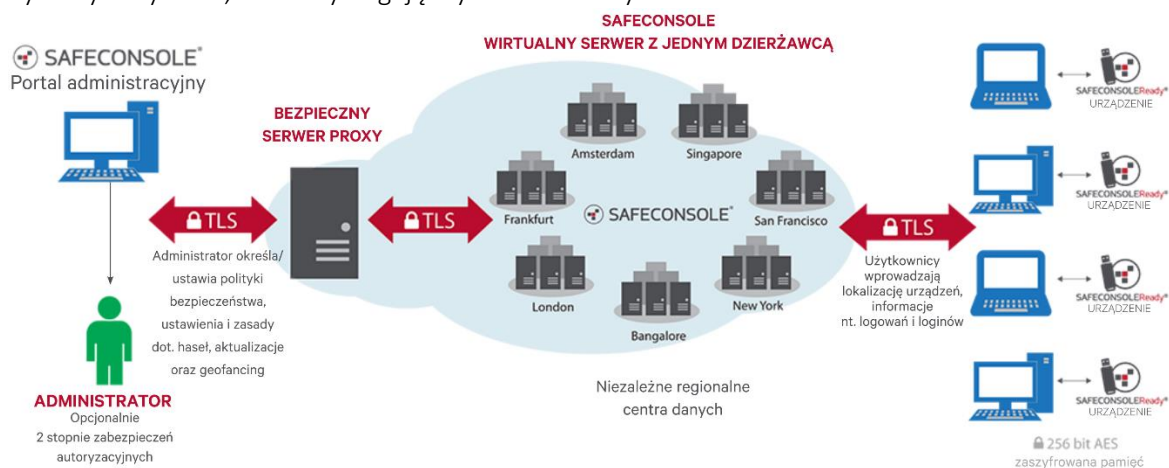 SAFECONSOLE®
Portal administracyjny
ADMINISTRATOR
Opcjonalnie
2 stopnie zabezpieczeń
autoryzacyjnych
TLS
Administrator określa/
ustawia polityki
bezpieczeństwa,
ustawienia i zasady
dot. haseł, aktualizacje
oraz geofancing
BEZPIECZNY
SERWER PROXY
TLS
SAFECONSOLE
WIRTUALNY SERWER Z JEDNYM DZIERŻAWCĄ
Amsterdam
Singapore
Frankfurt
SAFECONSOLE®
San Francisco
London
New York
Bangalore
Niezależne regionalne
centra danych
TLS
Użytkownicy
wprowadzają
lokalizację urządzeń,
informacje
nt. logowań i loginów
SAFECONSOLEReady®
URZĄDZENIE
SAFECONSOLEReady®
URZĄDZENIE
SAFECONSOLEReady®
URZĄDZENIE
SAFECONSOLEReady®
URZĄDZENIE
256 bit AES
zaszyfrowana pamięć